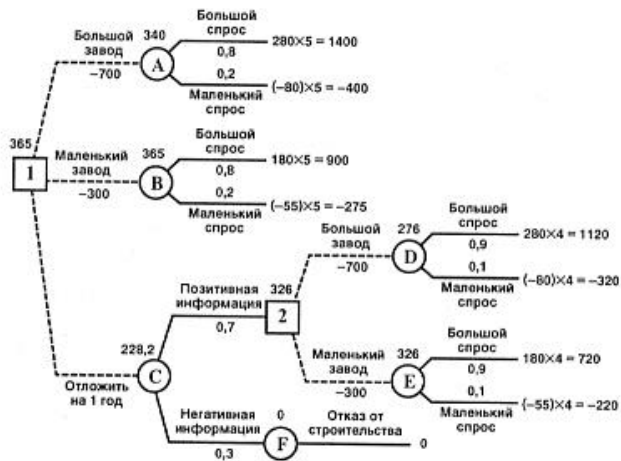 Большой
спрос
340
Большой
завод
280×5 = 1400
0,8
A
0,2
–700
(–80)×5 = –400
Маленький
спрос
365
1
Большой
спрос
365
Маленький
завод
180×5 = 900
0,8
B
0,2
–300
(–55)×5 = –275
Маленький
спрос
Большой
спрос
276
Большой
завод
280×4 = 1120
0,9
D
0,1
–700
(–80)×4 = –320
Маленький
спрос
Позитивная
информация
326
2
0,7
Большой
спрос
326
Маленький
завод
180×4 = 720
0,9
E
0,1
–300
(–55)×4 = –220
Маленький
спрос
228,2
C
Отложить
на 1 год
Негативная
информация
0
Отказ от
строительства
F
0
0,3